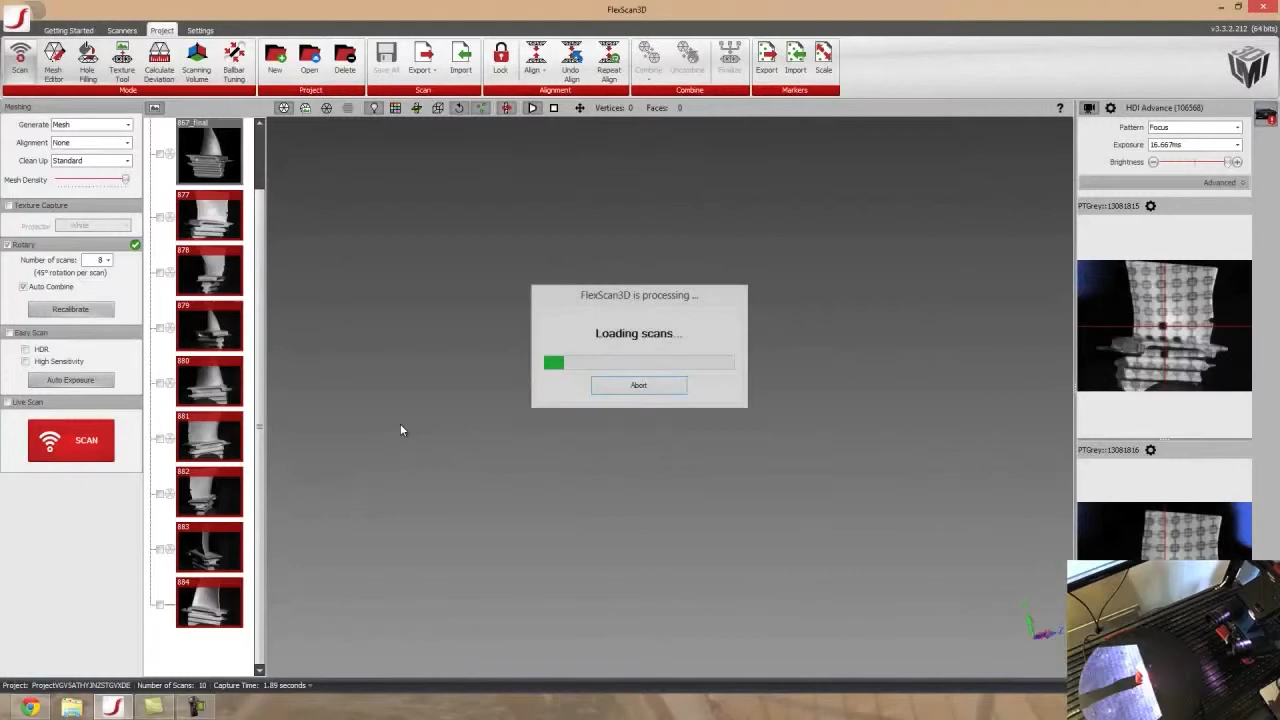 FlexScan3D
Getting Started Scanners Project Settings
v3.3.2.212 (64 bits)
Scan Mesh Editor Hole Filling Texture Tool Calculate Deviation Scanning Volume Ballbar Tuning New Open Delete Save All Export Import Lock Align Undo Align Repeat Align Combine Uncombine Finalize Export Import Scale
Mode Project Scan Alignment Combine Markers
Meshing
Vertices: 0 Faces: 0
?
HDI Advance (106568)
Generate Mesh
Alignment None
Clean Up Standard
Mesh Density
Texture Capture
Projector White
Rotary
Number of scans: 8
(45° rotation per scan)
Auto Combine
Recalibrate
Easy Scan
HDR
High Sensitivity
Auto Exposure
Live Scan
SCAN
867_final
877
878
879
880
881
882
883
884
FlexScan3D is processing ...
Loading scans...
Abort
Pattern Focus
Exposure 16.667ms
Brightness
Advanced
PTGrey::13081815
PTGrey::13081816
Project: ProjectVGVSATHYJNZSTGVXDE Number of Scans: 10 Capture Time: 1.89 seconds